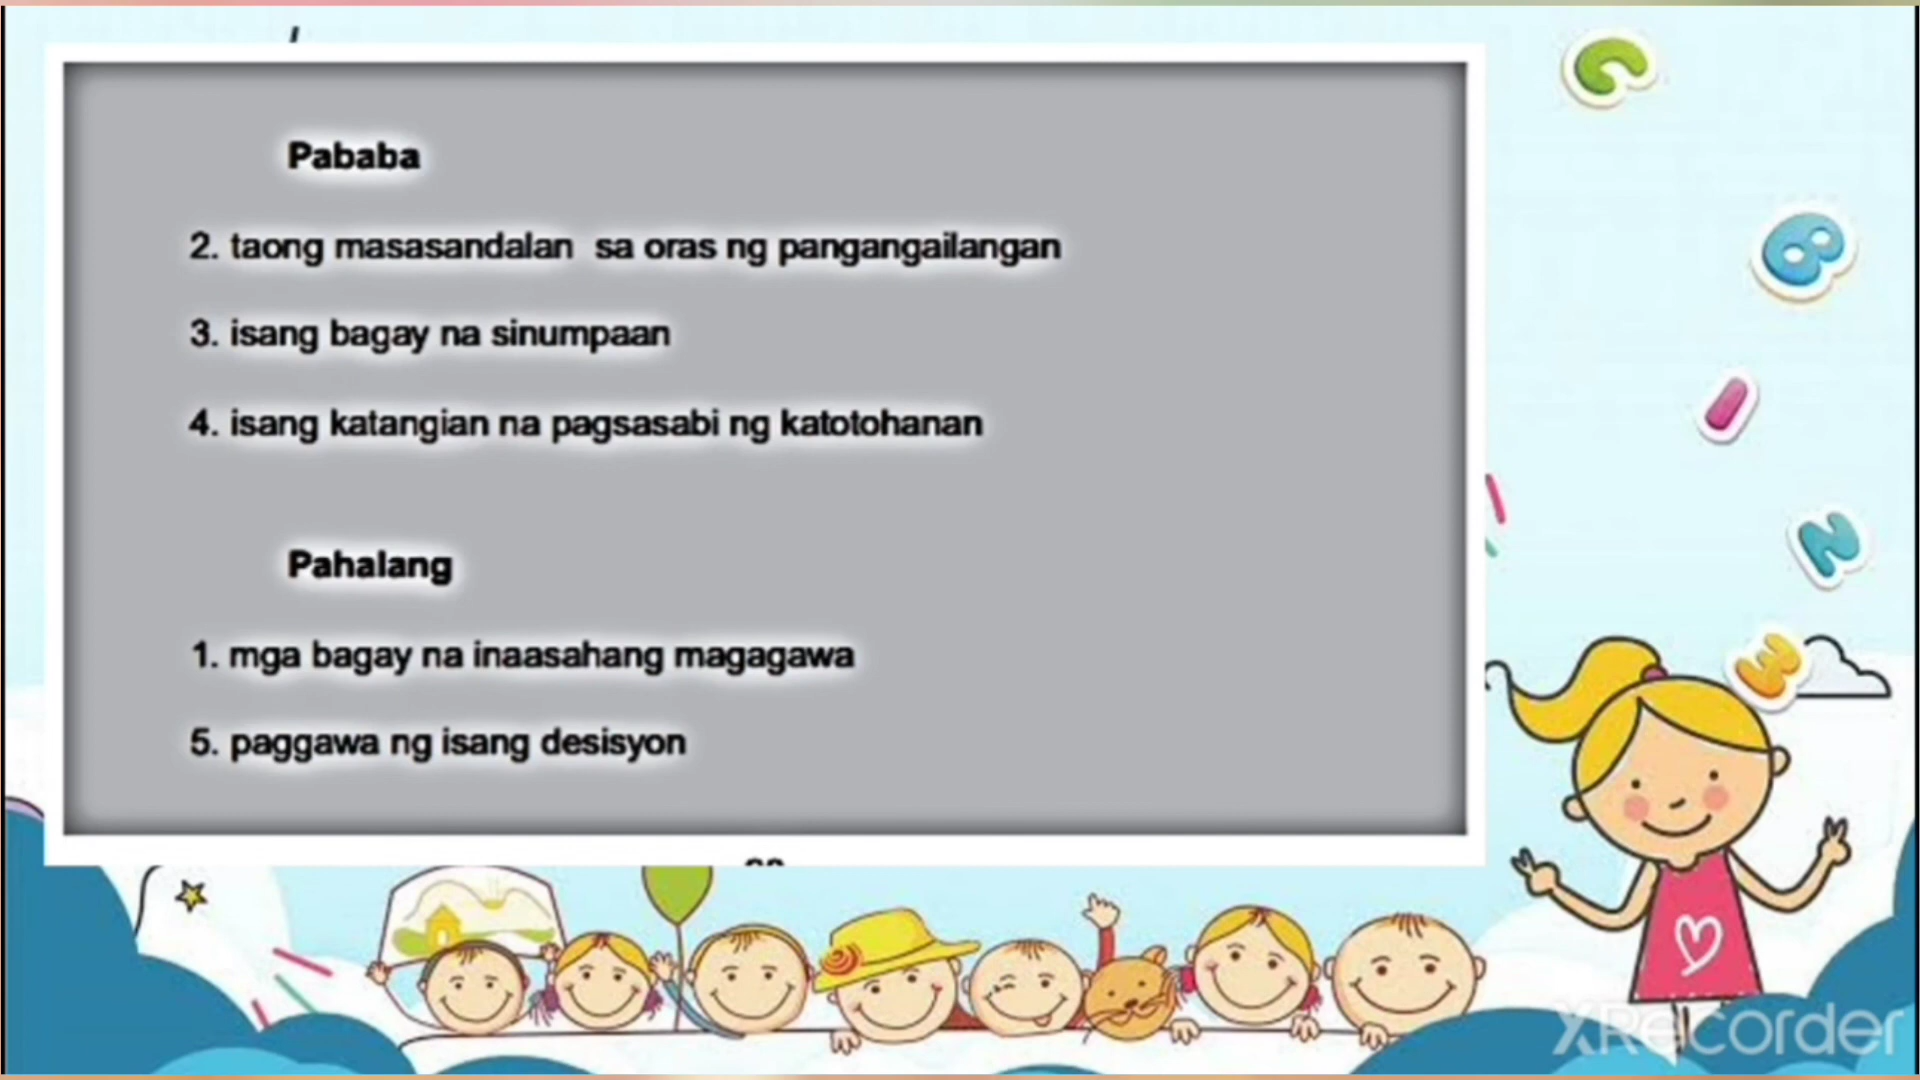 Pababa
2. taong masasandalan sa oras ng pangangailangan
3. isang bagay na sinumpaan
4. isang katangian na pagsasabi ng katotohanan
Pahalang
1. mga bagay na inaasahang magagawa
5. paggawa ng isang desisyon
XRecorder